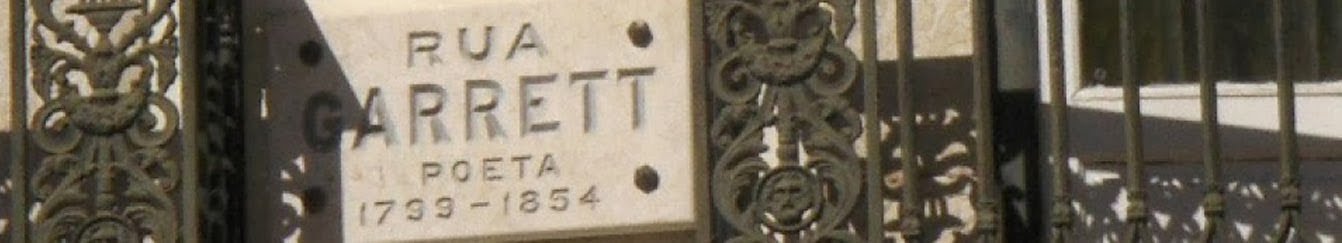 RUA
GARRETT
POETA
1799-1854